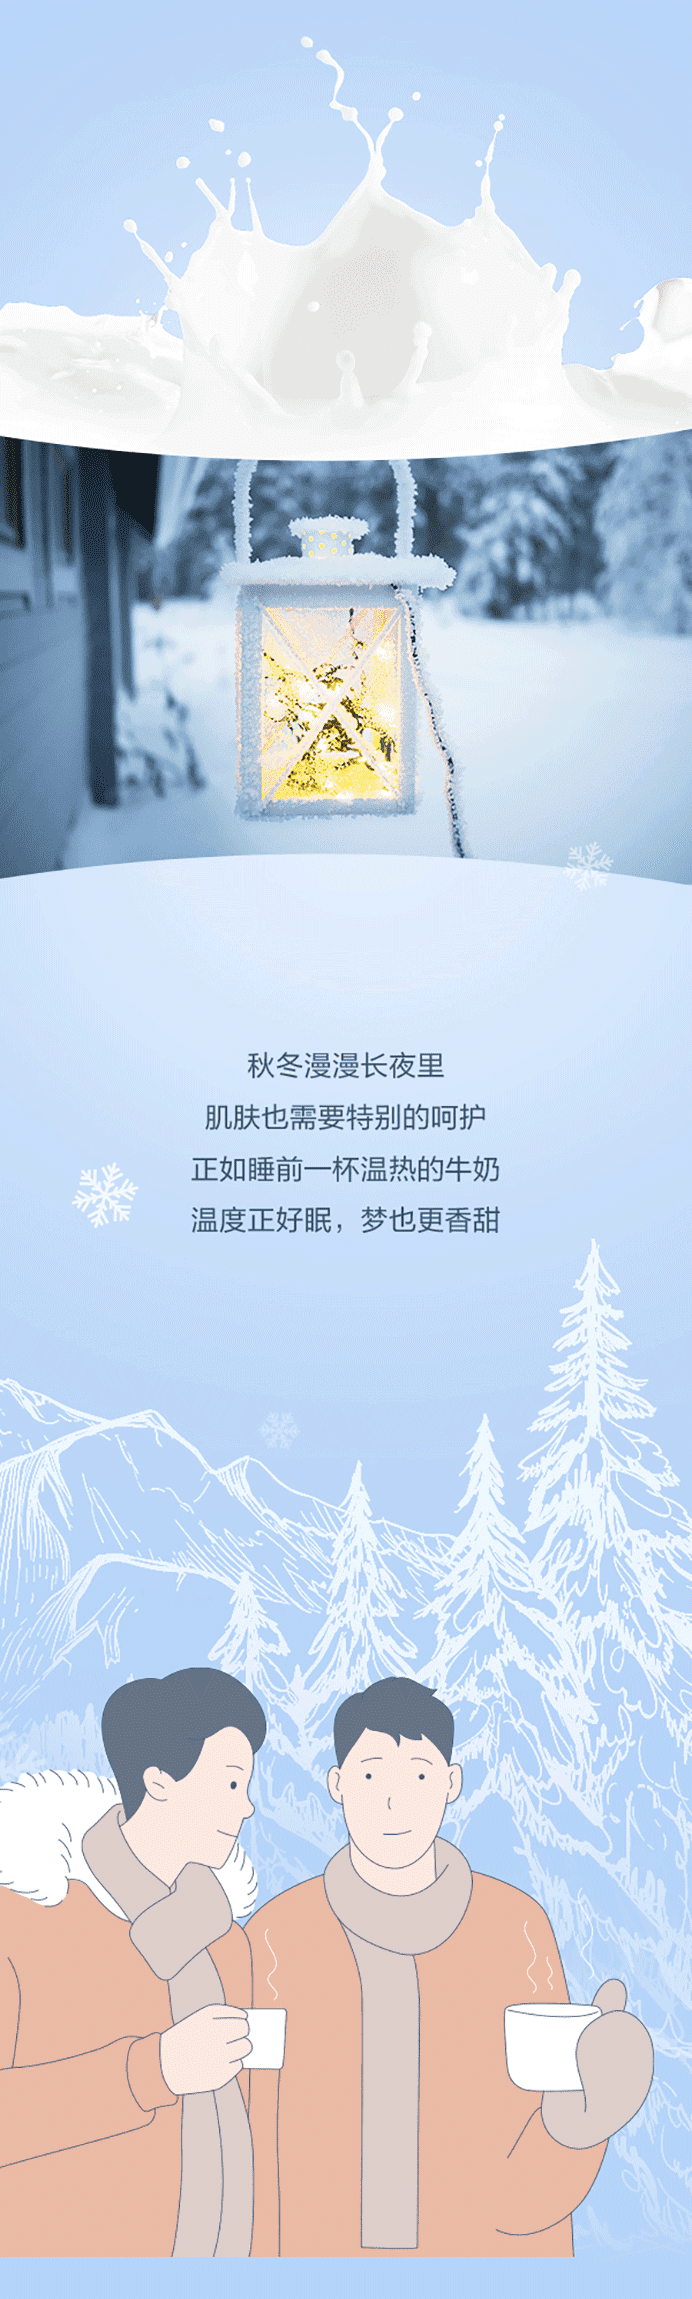 秋冬漫漫长夜里
肌肤也需要特别的呵护
正如睡前一杯温热的牛奶
温度正好眠，梦也更香甜